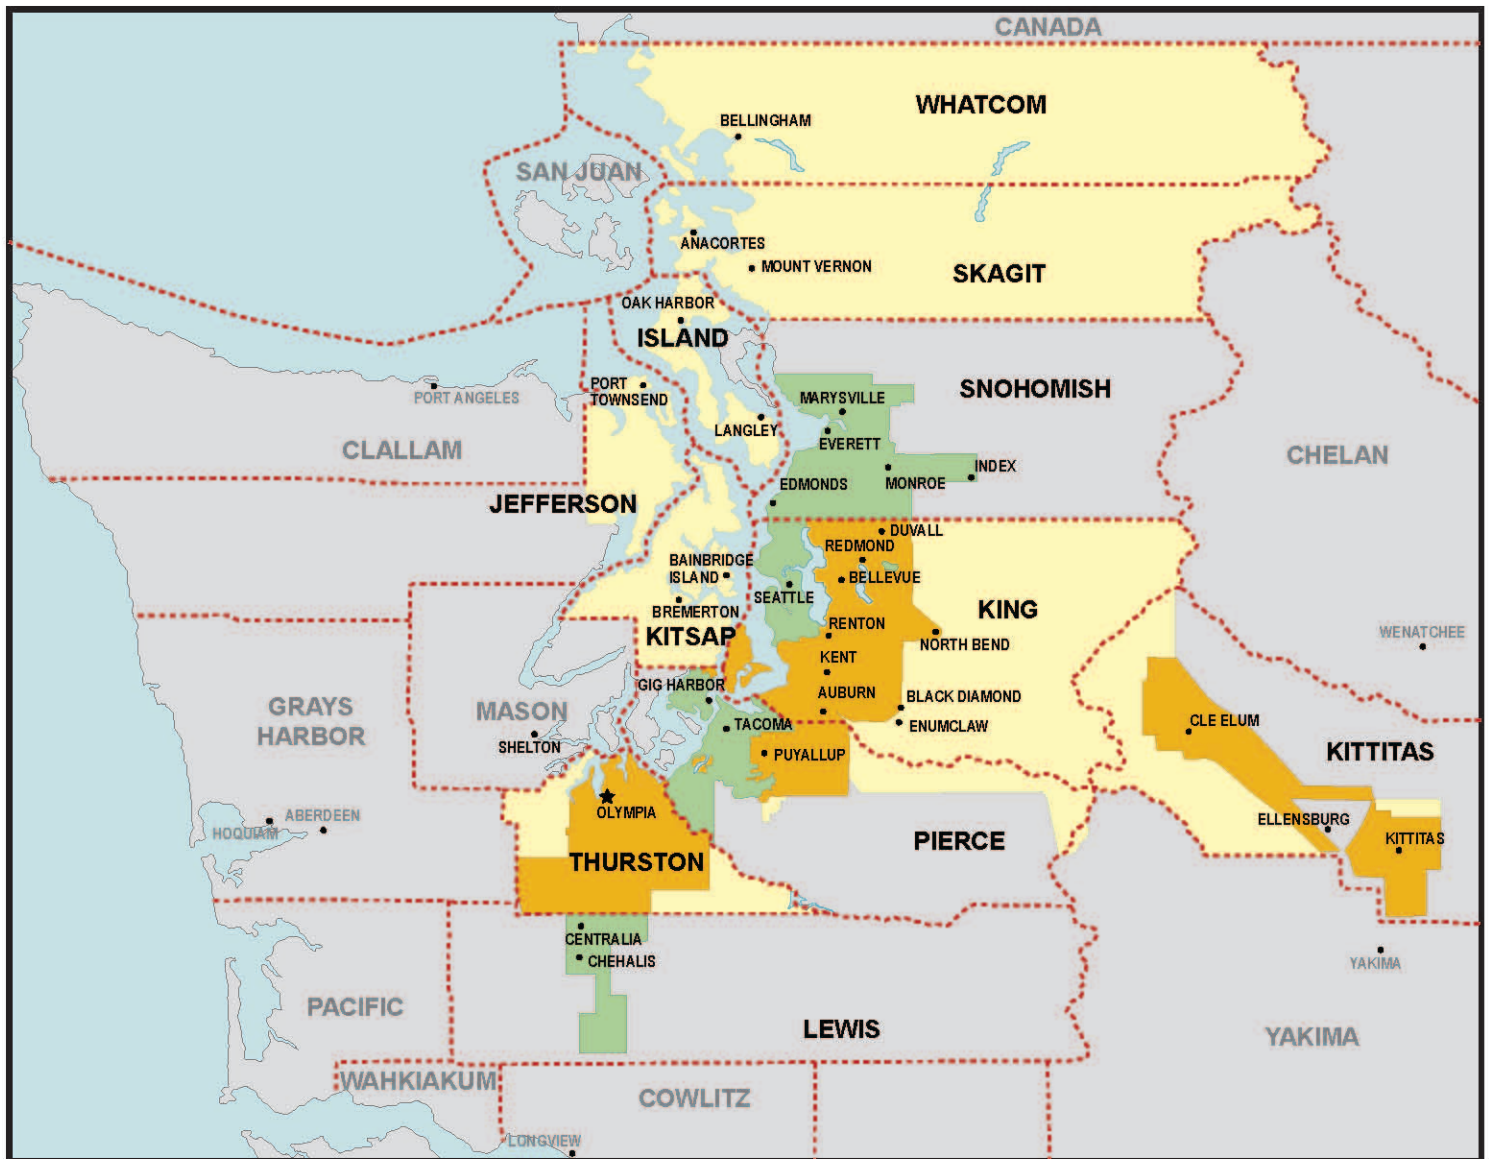 CANADA
WHATCOM
BELLINGHAM
SAN JUAN
ANACORTES
MOUNT VERNON
SKAGIT
OAK HARBOR
ISLAND
PORT
TOWNSEND
PORT ANGELES
SNOHOMISH
MARYSVILLE
LANGLEY
EVERETT
CLALLAM
CHELAN
INDEX
EDMONDS
MONROE
JEFFERSON
DUVALL
REDMOND
BAINBRIDGE
ISLAND
BELLEVUE
SEATTLE
BREMERTON
KING
RENTON
KITSAP
NORTH BEND
WENATCHEE
KENT
GIG HARBOR
AUBURN
BLACK DIAMOND
GRAYS
HARBOR
MASON
SHELTON
TACOMA
ENUMCLAW
CLE ELUM
KITTITAS
PUYALLUP
OLYMPIA
ABERDEEN
HOQUIAM
ELLENSBURG
KITTITAS
PIERCE
THURSTON
CENTRALIA
CHEHALIS
YAKIMA
PACIFIC
LEWIS
YAKIMA
WAHKIAKUM
COWLITZ
LONGVIEW